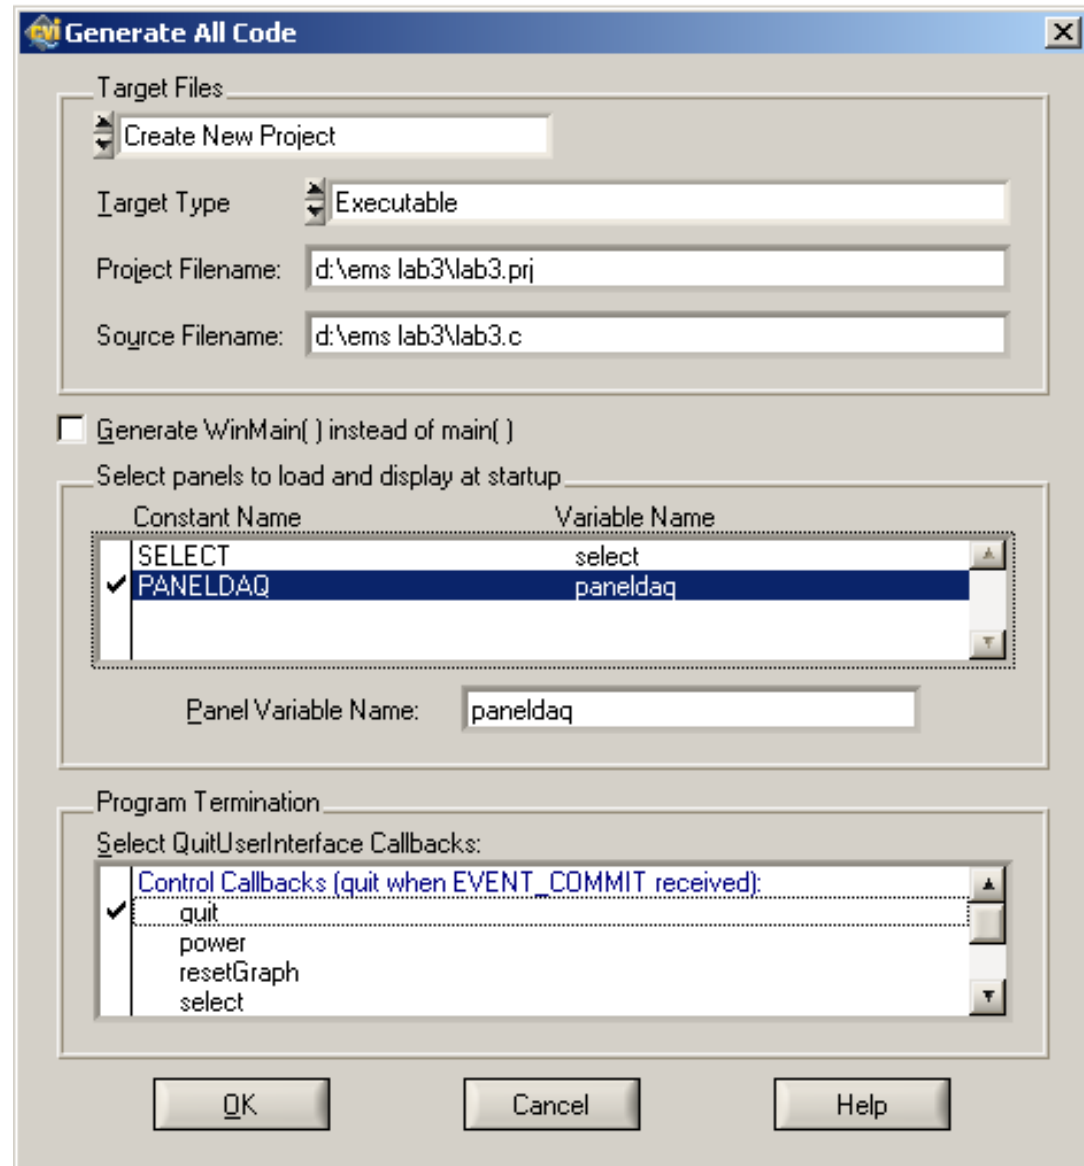 CVI Generate All Code
Target Files
Create New Project
Target Type Executable
Project Filename: d:\ems lab3\lab3.prj
Source Filename: d:\ems lab3\lab3.c
Generate WinMain( ) instead of main( )
Select panels to load and display at startup
Constant Name Variable Name
SELECT select
PANELDAQ paneldaq
Panel Variable Name: paneldaq
Program Termination
Select QuitUserInterface Callbacks:
Control Callbacks (quit when EVENT_COMMIT received):
quit
power
resetGraph
select
OK Cancel Help